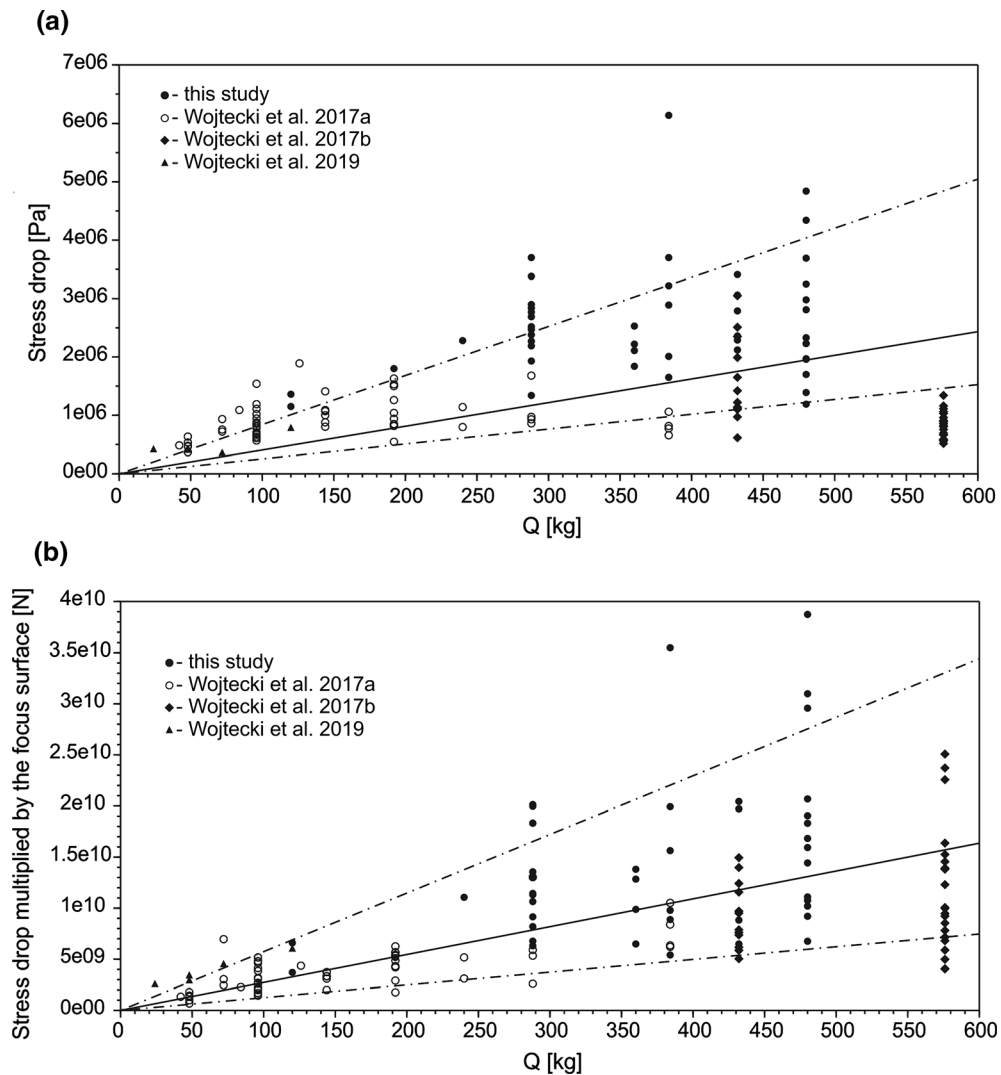 (a)
7e06
6e06
5e06
4e06
3e06
2e06
1e06
0e00
Stress drop [Pa]
● - this study
○ - Wojtecki et al. 2017a
◆ - Wojtecki et al. 2017b
▲ - Wojtecki et al. 2019
0 50 100 150 200 250 300 350 400 450 500 550 600
Q [kg]
(b)
4e10
3.5e10
3e10
2.5e10
2e10
1.5e10
1e10
5e09
0e00
Stress drop multiplied by the focus surface [N]
● - this study
○ - Wojtecki et al. 2017a
◆ - Wojtecki et al. 2017b
▲ - Wojtecki et al. 2019
0 50 100 150 200 250 300 350 400 450 500 550 600
Q [kg]